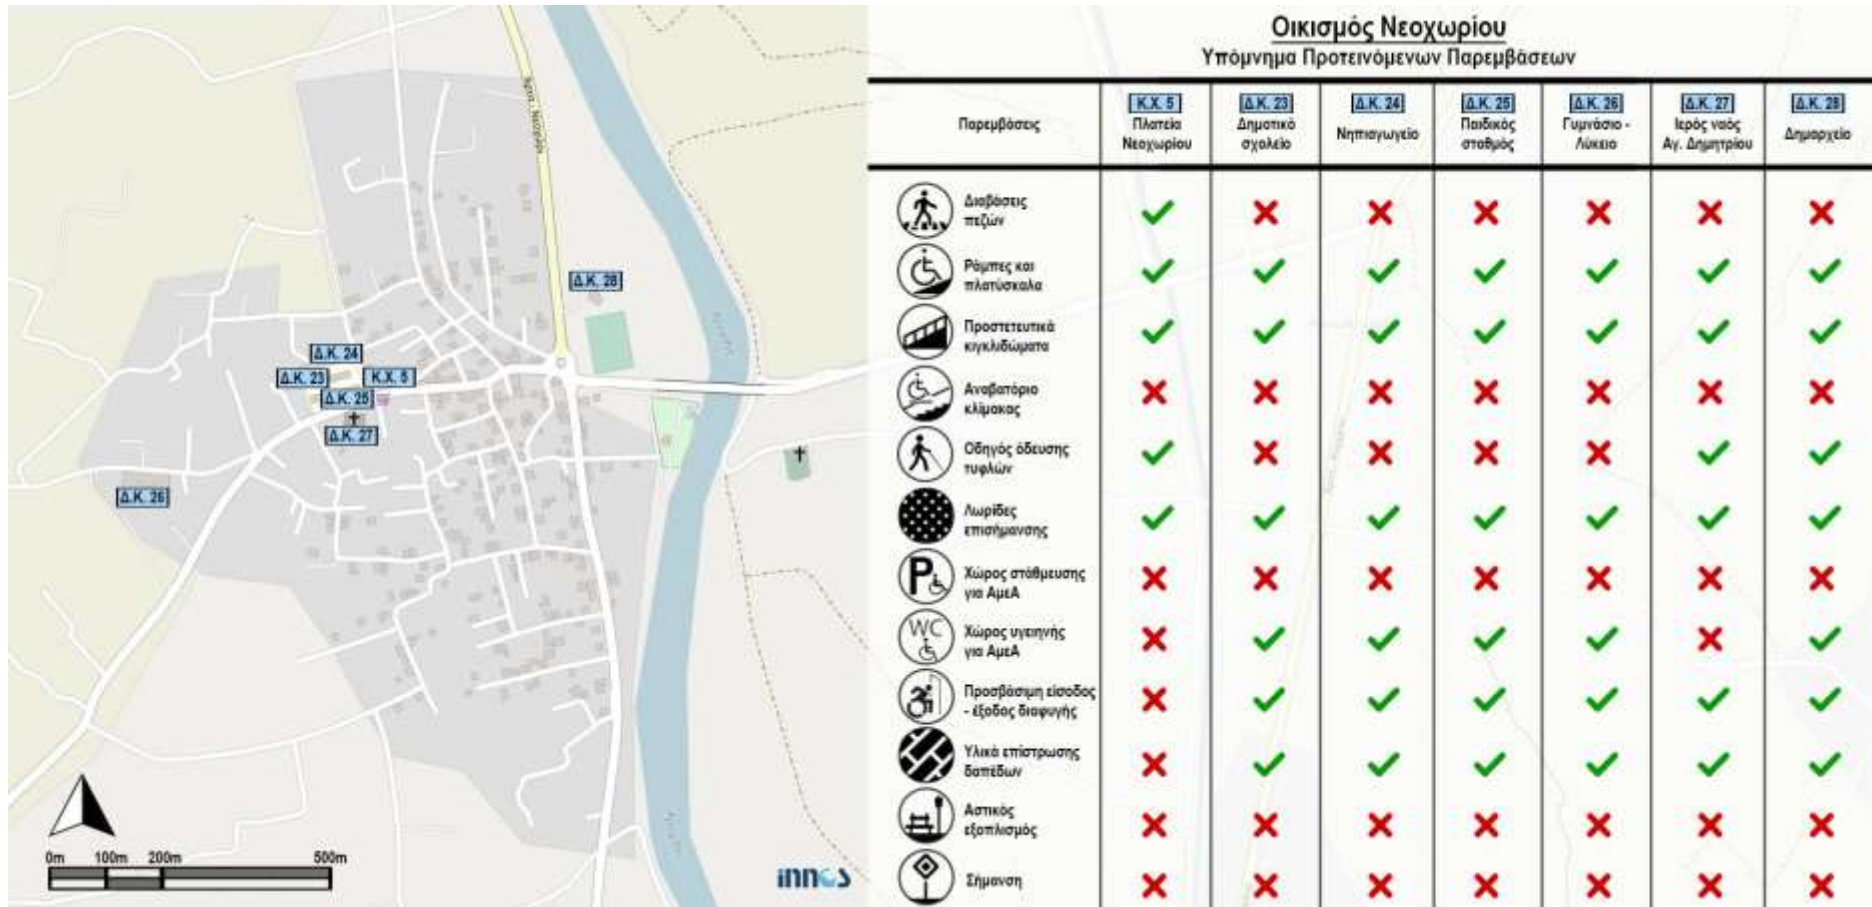 Οικισμός Νεοχωρίου
Υπόμνημα Προτεινόμενων Παρεμβάσεων
Παρεμβάσεις
Κ.Χ. 5
Πλατεία
Νεοχωρίου
Δ.Κ. 23
Δημοτικό
σχολείο
Δ.Κ. 24
Νηπιαγωγείο
Δ.Κ. 25
Παιδικός
σταθμός
Δ.Κ. 26
Γυμνάσιο -
Λύκειο
Δ.Κ. 27
Ιερός ναός
Αγ. Δημητρίου
Δ.Κ. 28
Δημαρχείο
Διαβάσεις
πεζών
Ράμπες και
πλατύσκαλα
Προστετευτικά
κιγκλιδώματα
Αναβατόριο
κλίμακας
Οδηγός όδευσης
τυφλών
Λωρίδες
επισήμανσης
P
Χώρος στάθμευσης
για ΑμεΑ
WC
Χώρος υγειηνής
για ΑμεΑ
Προσβάσιμη είσοδος
- έξοδος διαφυγής
Υλικά επίστρωσης
δαπέδων
Αστικός
εξοπλισμός
Σήμανση
Δ.Κ. 28
Δ.Κ. 24
Δ.Κ. 23
Κ.Χ. 5
Δ.Κ. 25
Δ.Κ. 27
Δ.Κ. 26
0m 100m 200m 500m
innos